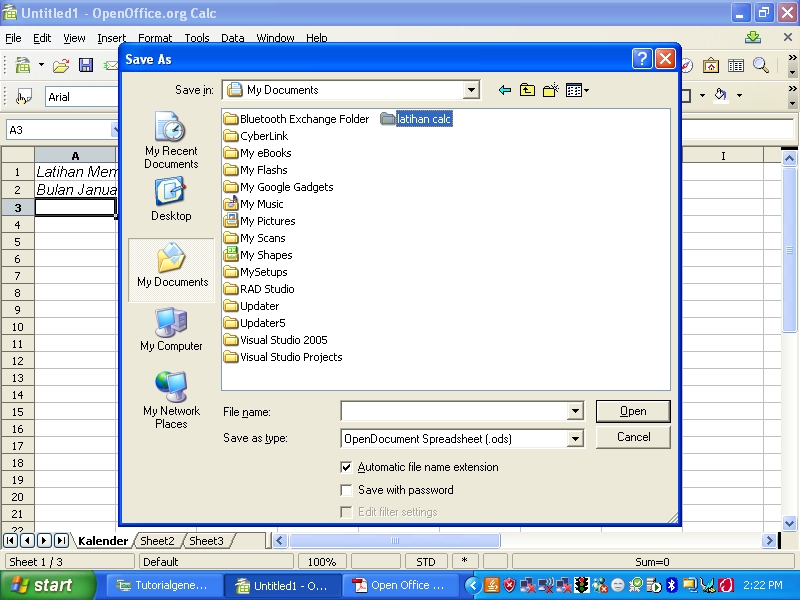 Untitled1 - OpenOffice.org Calc
File Edit View Insert Format Tools Data Window Help
Save As
Save in: My Documents
Arial
A3
A
I
1 Latihan Mem
2 Bulan Janua
3
4
5
6
7
8
9
10
11
12
13
14
15
16
17
18
19
20
21
22
My Recent
Documents
Desktop
My Documents
My Computer
My Network
Places
Bluetooth Exchange Folder
CyberLink
My eBooks
My Flashs
My Google Gadgets
My Music
My Pictures
My Scans
My Shapes
MySetups
RAD Studio
Updater
Updater5
Visual Studio 2005
Visual Studio Projects
latihan calc
File name:
Open
Save as type: OpenDocument Spreadsheet (.ods)
Cancel
Automatic file name extension
Save with password
Edit filter settings
Kalender Sheet2 Sheet3
Sheet 1 / 3 Default 100% STD * Sum=0
start Tutorialgene... Untitled1 - O... Open Office ... 2:22 PM